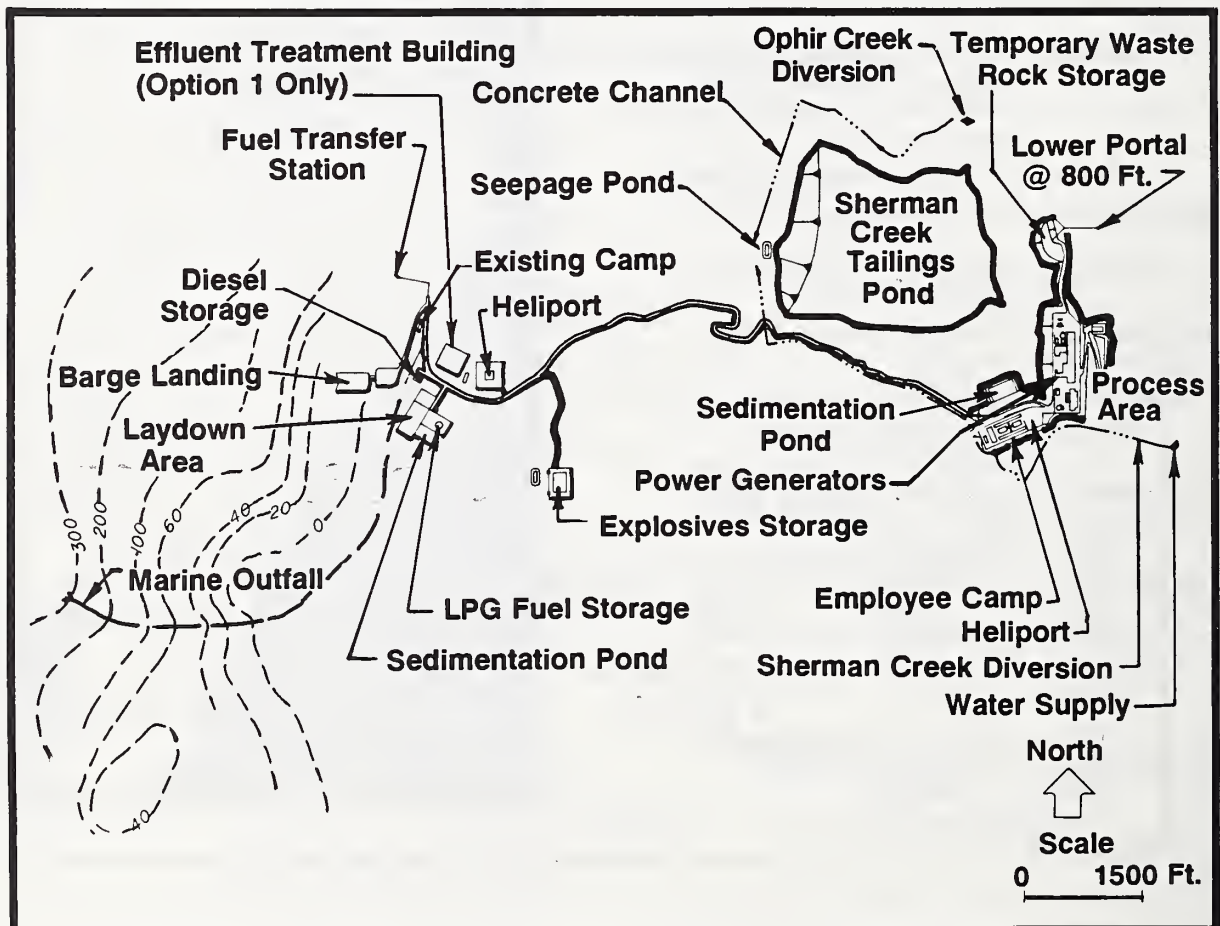 Effluent Treatment Building
(Option 1 Only)
Ophir Creek
Diversion
Temporary Waste
Rock Storage
Concrete Channel
Fuel Transfer
Station
Lower Portal
@ 800 Ft.
Seepage Pond
Sherman
Creek
Tailings
Pond
Existing Camp
Diesel
Storage
Heliport
Barge Landing
Process
Area
Sedimentation
Pond
Laydown
Area
Power Generators
Explosives Storage
300
200
100
60
40
20
0
Marine Outfall
LPG Fuel Storage
Employee Camp
Heliport
Sedimentation Pond
Sherman Creek Diversion
Water Supply
North
40
Scale
0 1500 Ft.